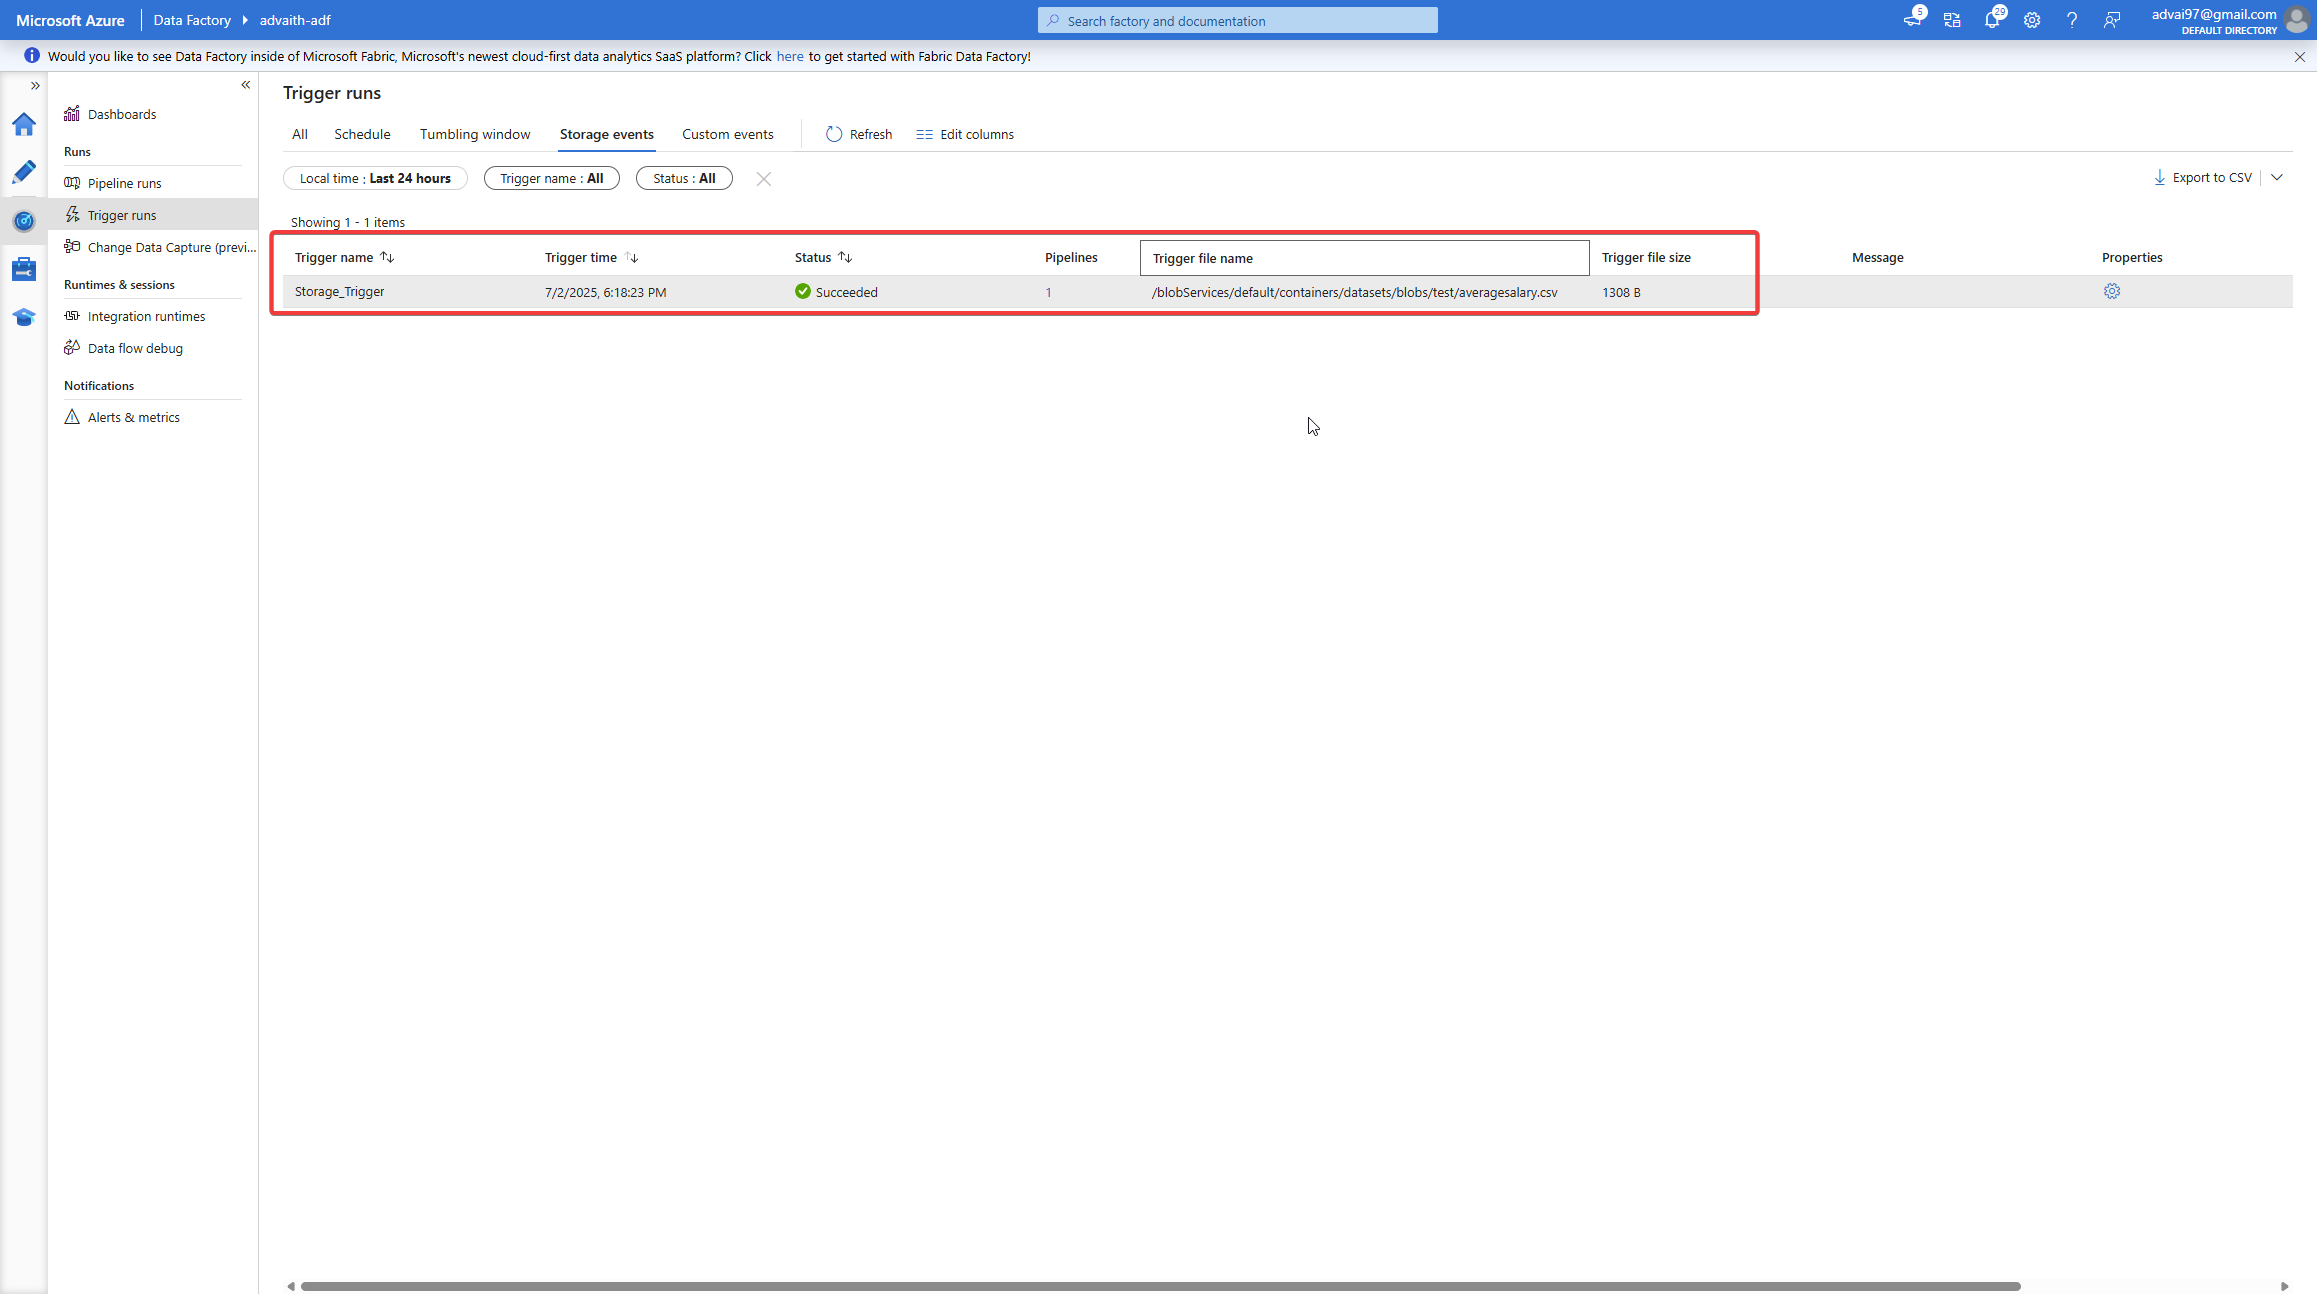 Microsoft Azure Data Factory advaith-adf Search factory and documentation 5 29 advai97@gmail.com
DEFAULT DIRECTORY
Would you like to see Data Factory inside of Microsoft Fabric, Microsoft's newest cloud-first data analytics SaaS platform? Click here to get started with Fabric Data Factory!
Dashboards
Runs
Pipeline runs
Trigger runs
Change Data Capture (previ...
Runtimes & sessions
Integration runtimes
Data flow debug
Notifications
Alerts & metrics
Trigger runs
All Schedule Tumbling window Storage events Custom events Refresh Edit columns
Local time : Last 24 hours Trigger name : All Status : All Export to CSV
Showing 1 - 1 items
Trigger name Trigger time Status Pipelines Trigger file name Trigger file size Message Properties
Storage_Trigger 7/2/2025, 6:18:23 PM Succeeded 1 /blobServices/default/containers/datasets/blobs/test/averagesalary.csv 1308 B